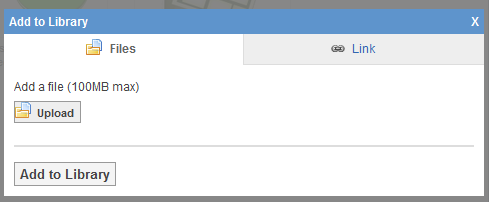 Add to Library X
Files Link
Add a file (100MB max)
Upload
Add to Library